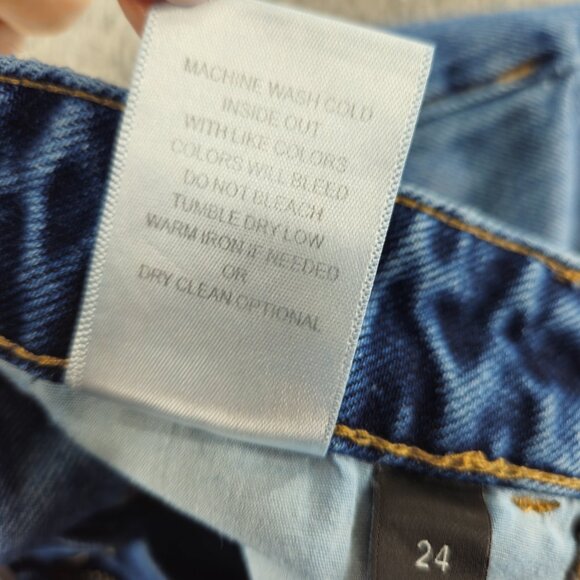 MACHINE WASH COLD
INSIDE OUT
WITH LIKE COLORS
COLORS WILL BLEED
DO NOT BLEACH
TUMBLE DRY LOW
WARM IRON IF NEEDED
OR
DRY CLEAN OPTIONAL
24